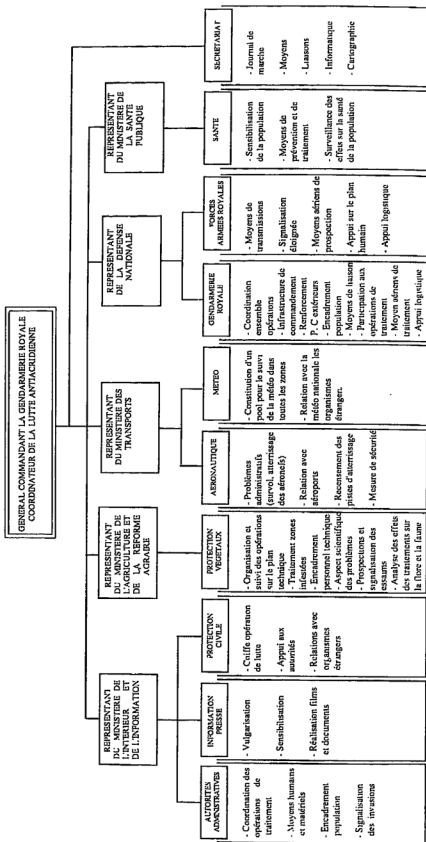 GENERAL COMMANDANT LA GENDARMERIE ROYALE
COORDINATEUR DE LA LUTTE ANTIACRIDIENNE
REPRESENTANT
DU MINISTERE DE
L'INTERIEUR ET
DE L'INFORMATION
REPRESENTANT
DU MINISTERE DE
L'AGRICULTURE ET
DE LA REFORME
AGRAIRE
REPRESENTANT
DU MINISTERE DES
TRANSPORTS
REPRESENTANT
DE LA DEFENSE
NATIONALE
REPRESENTANT
DU MINISTERE DE
LA SANTE
PUBLIQUE
AUTORITES
ADMINISTRATIVES
- Coordination des
opérations de
traitement
- Moyens humains
et matériels
- Encadrement
population
- Signalisation
des invasions
INFORMATION
PRESSE
- Vulgarisation
- Sensibilisation
- Réalisation films
et documents
PROTECTION
CIVILE
opération
de lutte
- Appui aux
autorités
- Relations avec
organismes
étrangers
PROTECTION
VEGETAUX
- Organisation et
suivi des opérations
sur le plan
technique
- Traitement zones
infestées
- Encadrement
personnel technique
- Aspect scientifique
des problèmes
- Prospections et
signalisation des
essaims
- Analyse des effets
des traitements sur
la flore et la faune
AERONAUTIQUE
- Problèmes
administratifs
(survol, atterrissage
des aéronefs)
- Relation avec
aéroports
- Recensement des
pistes d'atterrissage
- Mesure de sécurité
METEO
- Constitution d'un
pool pour le suivi
de la météo dans
toutes les zones
- Relation avec la
météo nationale les
organismes
étranger.
GENDARMERIE
ROYALE
- Coordination
ensemble
opérations
- Infrastructure de
commandement
- Renforcement
P.C extérieurs
- Encadrement
population
- Moyens de liaison
- Participation aux
opérations de
traitement
- Moyen aériens de
traitement
- Appui logistique
FORCES
ARMEES ROYALES
- Moyens de
transmissions
- Signalisation
éloignée
- Moyens aériens de
prospection
- Appui sur le plan
humain
- Appui logistique
SANTE
- Sensibilisation
de la population
- Moyens de
prévention et de
traitement
- Surveillance des
effets sur la santé
de la population
SECRETARIAT
- Journal de
marche
- Moyens
- Liaisons
- Informatique
- Cartographie